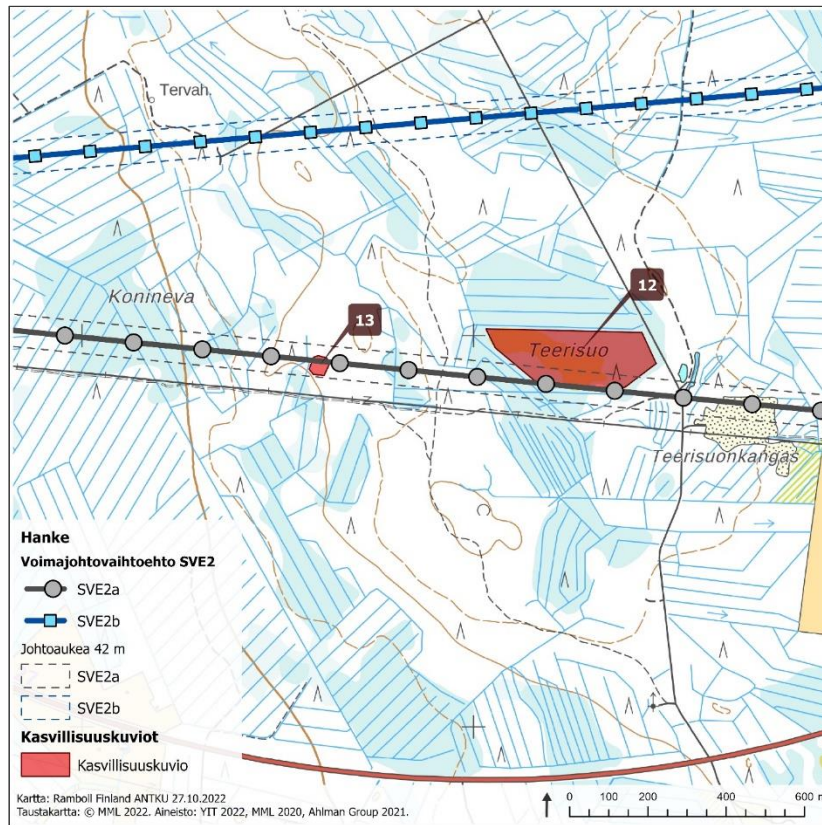 Tervah.
12
Konineva
13
Teerisuo
Teerisuonkangas
Hanke
Voimajohtovaihtoehto SVE2
SVE2a
SVE2b
Johtoaukea 42 m
SVE2a
SVE2b
Kasvillisuuskuviot
Kasvillisuuskuvio
Kartta: Ramboll Finland ANTKU 27.10.2022
Taustakartta: © MML 2022. Aineisto: YIT 2022, MML 2020, Ahlman Group 2021.
0 200 400 600 m